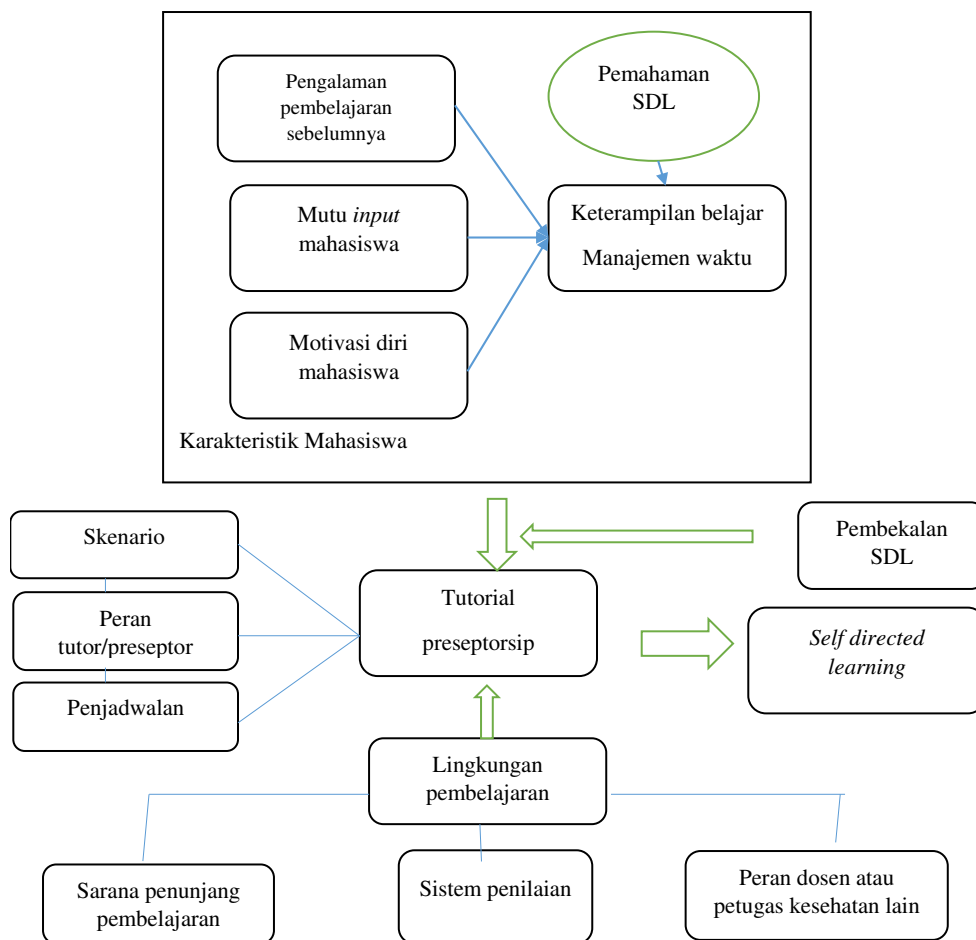 Pengalaman
pembelajaran
sebelumnya
Pemahaman
SDL
Mutu input
mahasiswa
Keterampilan belajar
Manajemen waktu
Motivasi diri
mahasiswa
Karakteristik Mahasiswa
Skenario
Pembekalan
SDL
Peran
tutor/preseptor
Tutorial
preseptorsip
Self directed
learning
Penjadwalan
Lingkungan
pembelajaran
Sarana penunjang
pembelajaran
Sistem penilaian
Peran dosen atau
petugas kesehatan lain